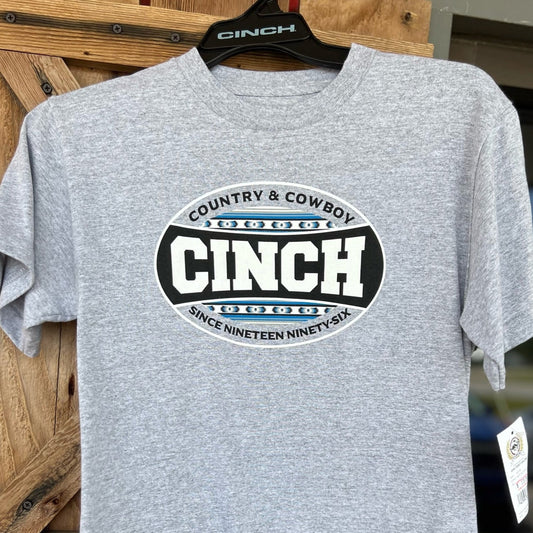 CINCH
COUNTRY & COWBOY
CINCH
SINCE NINETEEN NINETY-SIX